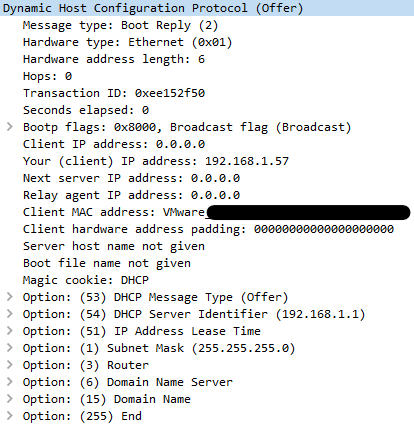 Dynamic Host Configuration Protocol (Offer)
Message type: Boot Reply (2)
Hardware type: Ethernet (0x01)
Hardware address length: 6
Hops: 0
Transaction ID: 0xee152f50
Seconds elapsed: 0
Bootp flags: 0x8000, Broadcast flag (Broadcast)
Client IP address: 0.0.0.0
Your (client) IP address: 192.168.1.57
Next server IP address: 0.0.0.0
Relay agent IP address: 0.0.0.0
Client MAC address: VMware_
Client hardware address padding: 00000000000000000000
Server host name not given
Boot file name not given
Magic cookie: DHCP
Option: (53) DHCP Message Type (Offer)
Option: (54) DHCP Server Identifier (192.168.1.1)
Option: (51) IP Address Lease Time
Option: (1) Subnet Mask (255.255.255.0)
Option: (3) Router
Option: (6) Domain Name Server
Option: (15) Domain Name
Option: (255) End